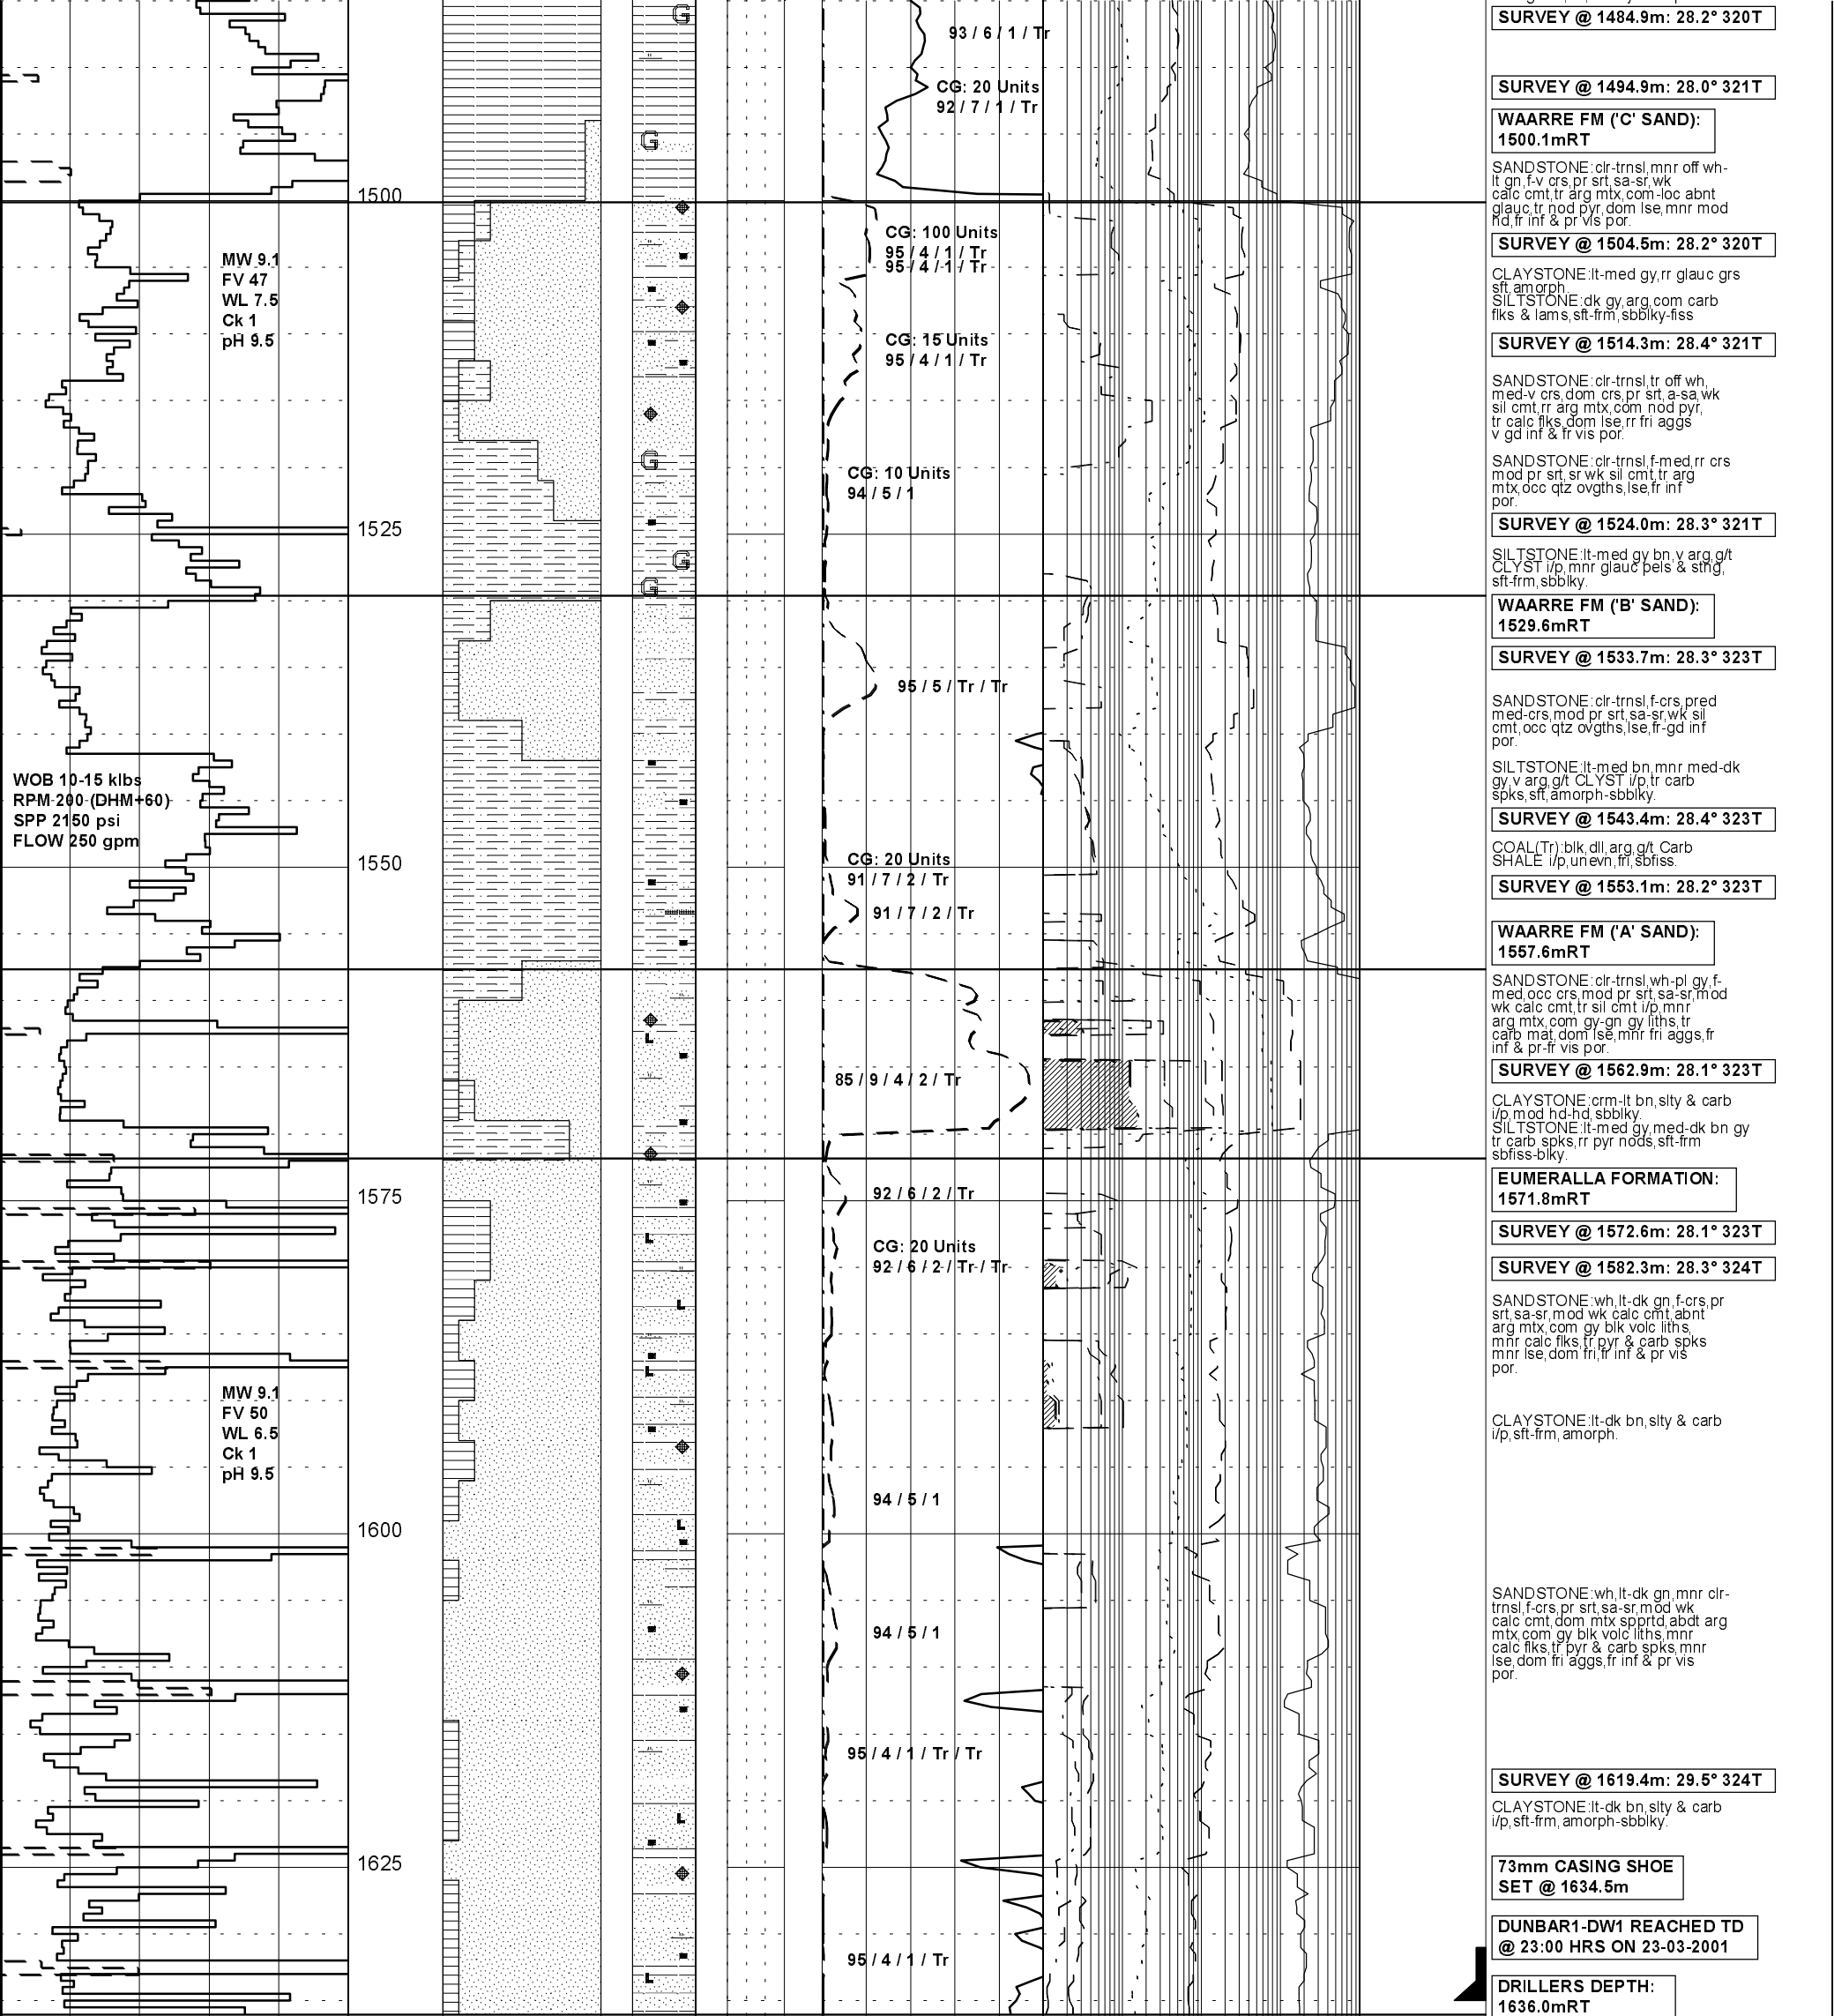 WOB 10-15 klbs
RPM 200 (DHM+60)
SPP 2150 psi
FLOW 250 gpm
MW 9.1
FV 47
WL 7.5
Ck 1
pH 9.5
MW 9.1
FV 50
WL 6.5
Ck 1
pH 9.5
1500
1525
1550
1575
1600
1625
G
G
G
G
G
L
L
L
L
L
L
L
93 / 6 / 1 / Tr
CG: 20 Units
92 / 7 / 1 / Tr
CG: 100 Units
95 / 4 / 1 / Tr
95 / 4 / 1 / Tr
CG: 15 Units
95 / 4 / 1 / Tr
CG: 10 Units
94 / 5 / 1
95 / 5 / Tr / Tr
CG: 20 Units
91 / 7 / 2 / Tr
91 / 7 / 2 / Tr
85 / 9 / 4 / 2 / Tr
92 / 6 / 2 / Tr
CG: 20 Units
92 / 6 / 2 / Tr / Tr
94 / 5 / 1
94 / 5 / 1
95 / 4 / 1 / Tr / Tr
95 / 4 / 1 / Tr
SURVEY @ 1484.9m: 28.2° 320T
SURVEY @ 1494.9m: 28.0° 321T
WAARRE FM ('C' SAND):
1500.1mRT
SANDSTONE:clr-trnsl,mnr off wh-
lt gn,f-v crs,pr srt,sa-sr,wk
calc cmt,tr arg mtx,com-loc abnt
glauc,tr nod pyr,dom lse,mnr mod
hd,fr inf & pr vis por.
SURVEY @ 1504.5m: 28.2° 320T
CLAYSTONE:lt-med gy,rr glauc grs
sft,amorph.
SILTSTONE:dk gy,arg,com carb
flks & lams,sft-frm,sbblky-fiss
SURVEY @ 1514.3m: 28.4° 321T
SANDSTONE:clr-trnsl,tr off wh,
med-v crs,dom crs,pr srt,a-sa,wk
sil cmt,rr arg mtx,com nod pyr,
tr calc flks,dom lse,rr fri aggs
v gd inf & fr vis por.
SANDSTONE:clr-trnsl,f-med,rr crs
mod pr srt,sr wk sil cmt,tr arg
mtx,occ qtz ovgths,lse,fr inf
por.
SURVEY @ 1524.0m: 28.3° 321T
SILTSTONE:lt-med gy bn,v arg,g/t
CLYST i/p,mnr glauc pels & stng,
sft-frm,sbblky.
WAARRE FM ('B' SAND):
1529.6mRT
SURVEY @ 1533.7m: 28.3° 323T
SANDSTONE:clr-trnsl,f-crs,pred
med-crs,mod pr srt,sa-sr,wk sil
cmt,occ qtz ovgths,lse,fr-gd inf
por.
SILTSTONE:lt-med bn,mnr med-dk
gy,v arg,g/t CLYST i/p,tr carb
spks,sft,amorph-sbblky.
SURVEY @ 1543.4m: 28.4° 323T
COAL(Tr):blk,dll,arg,g/t Carb
SHALE i/p,unevn,fri,sbfiss.
SURVEY @ 1553.1m: 28.2° 323T
WAARRE FM ('A' SAND):
1557.6mRT
SANDSTONE:clr-trnsl,wh-pl gy,f-
med,occ crs,mod pr srt,sa-sr,mod
wk calc cmt,tr sil cmt i/p,mnr
arg mtx,com gy-gn gy liths,tr
carb mat,dom lse,mnr fri aggs,fr
inf & pr-fr vis por.
SURVEY @ 1562.9m: 28.1° 323T
CLAYSTONE:crm-lt bn,slty & carb
i/p,mod hd-hd,sbblky.
SILTSTONE:lt-med gy,med-dk bn gy
tr carb spks,rr pyr nods,sft-frm
sbfiss-blky.
EUMERALLA FORMATION:
1571.8mRT
SURVEY @ 1572.6m: 28.1° 323T
SURVEY @ 1582.3m: 28.3° 324T
SANDSTONE:wh,lt-dk gn,f-crs,pr
srt,sa-sr,mod wk calc cmt,abnt
arg mtx,com gy blk volc liths,
mnr calc flks,tr pyr & carb spks
mnr lse,dom fri,fr inf & pr vis
por.
CLAYSTONE:lt-dk bn,slty & carb
i/p,sft-frm,amorph.
SANDSTONE:wh,lt-dk gn,mnr clr-
trnsl,f-crs,pr srt,sa-sr,mod wk
calc cmt,dom mtx spprtd,abdt arg
mtx,com gy blk volc liths,mnr
calc flks,tr pyr & carb spks,mnr
lse,dom fri aggs,fr inf & pr vis
por.
SURVEY @ 1619.4m: 29.5° 324T
CLAYSTONE:lt-dk bn,slty & carb
i/p,sft-frm,amorph-sbblky.
73mm CASING SHOE
SET @ 1634.5m
DUNBAR1-DW1 REACHED TD
@ 23:00 HRS ON 23-03-2001
DRILLERS DEPTH:
1636.0mRT